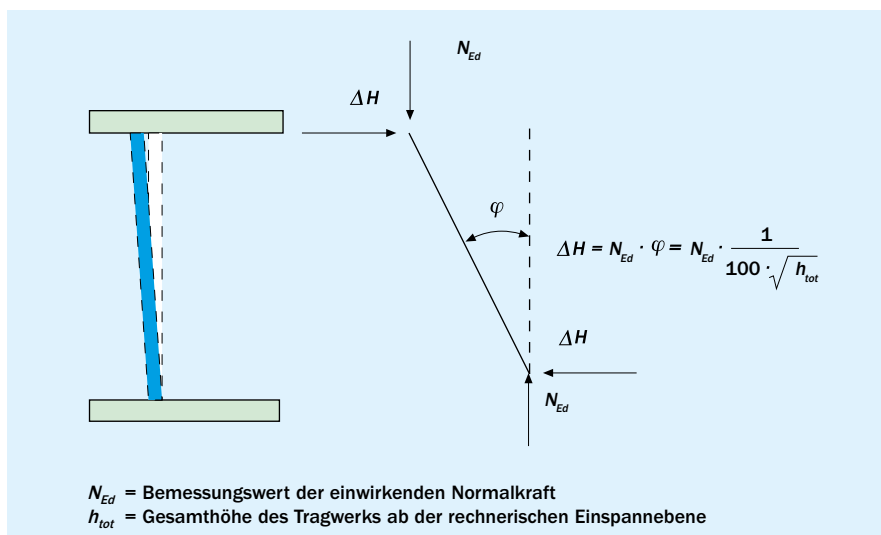 N_Ed
ΔH
φ
ΔH = N_Ed · φ = N_Ed · 1 / (100 · √h_tot)
ΔH
N_Ed
N_Ed = Bemessungswert der einwirkenden Normalkraft
h_tot = Gesamthöhe des Tragwerks ab der rechnerischen Einspannebene